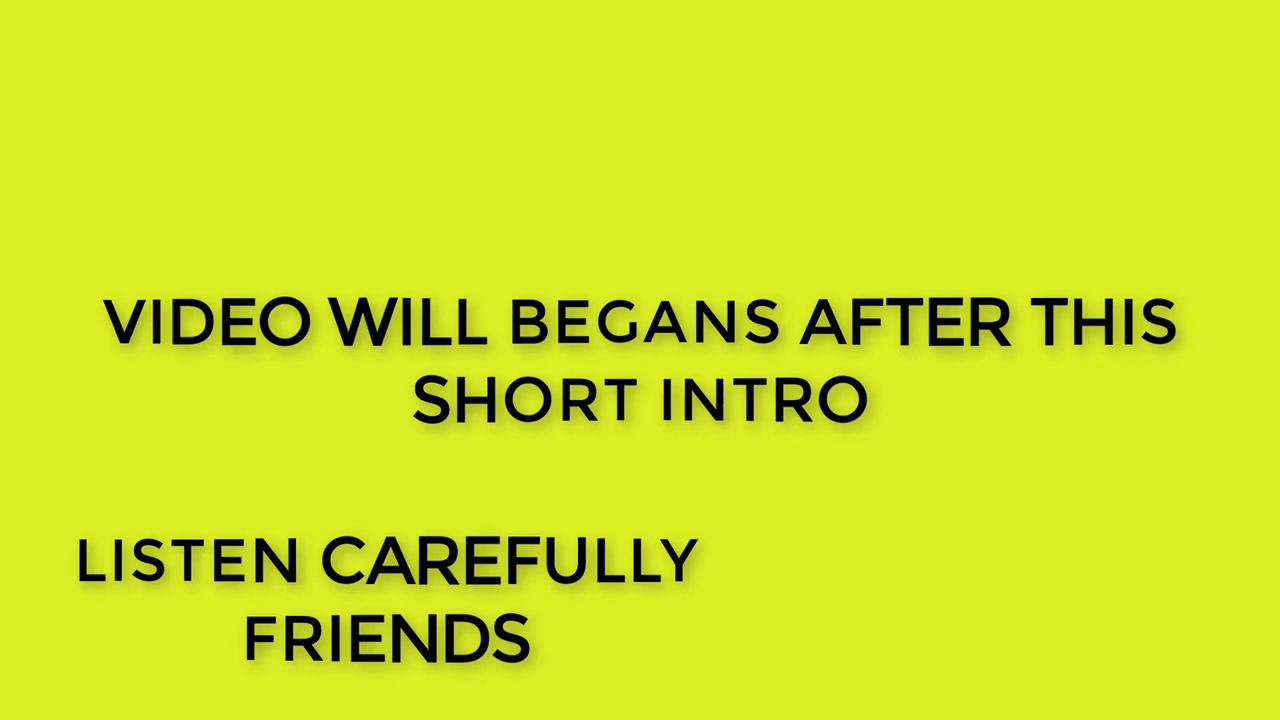 VIDEO WILL BEGANS AFTER THIS
SHORT INTRO
LISTEN CAREFULLY
FRIENDS